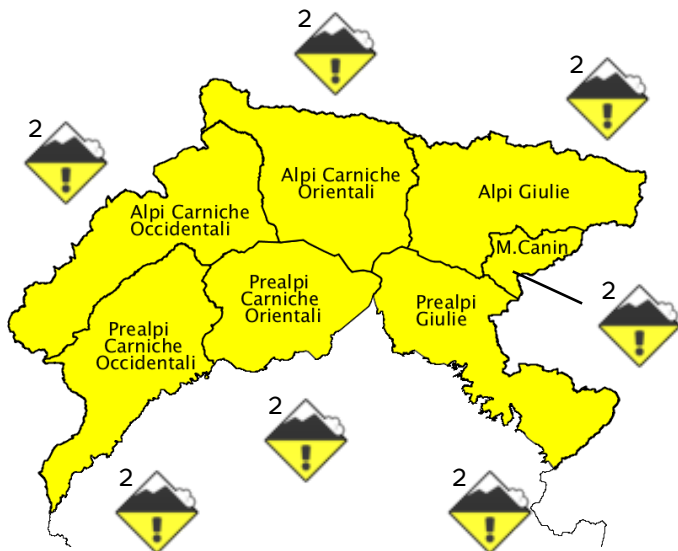 2
2
2
Alpi Carniche
Orientali
Alpi Giulie
Alpi Carniche
Occidentali
M.Canin
Prealpi
Carniche
Orientali
2
Prealpi
Giulie
Prealpi
Carniche
Occidentali
2
2
2